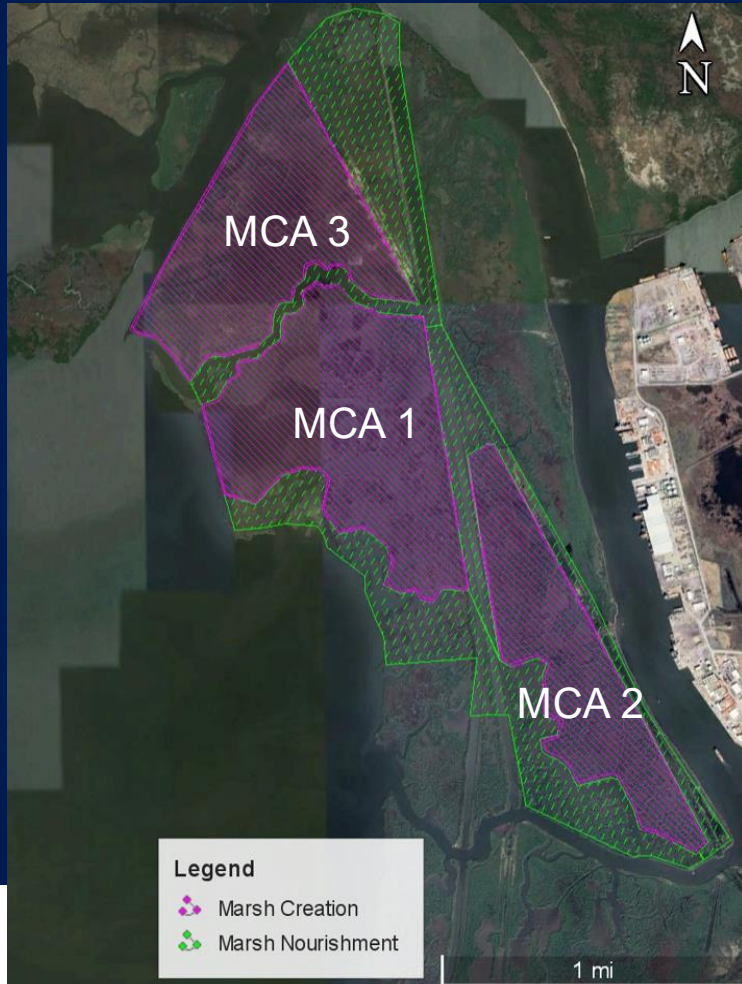 N
MCA 3
MCA 1
MCA 2
Legend
Marsh Creation
Marsh Nourishment
1 mi